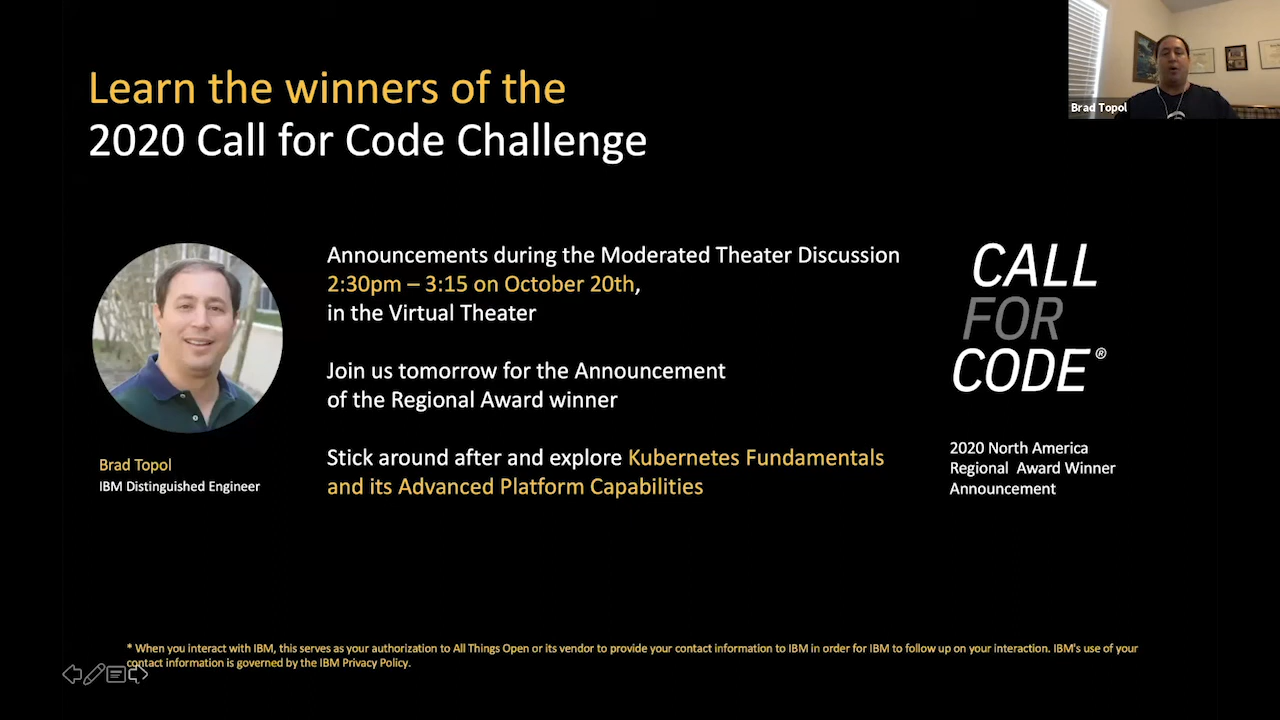 Learn the winners of the
2020 Call for Code Challenge
Brad Topol
Announcements during the Moderated Theater Discussion
2:30pm – 3:15 on October 20th,
in the Virtual Theater
Join us tomorrow for the Announcement
of the Regional Award winner
Stick around after and explore Kubernetes Fundamentals
and its Advanced Platform Capabilities
Brad Topol
IBM Distinguished Engineer
CALL
FOR
CODE®
2020 North America
Regional Award Winner
Announcement
* When you interact with IBM, this serves as your authorization to All Things Open or its vendor to provide your contact information to IBM in order for IBM to follow up on your interaction. IBM's use of your
contact information is governed by the IBM Privacy Policy.